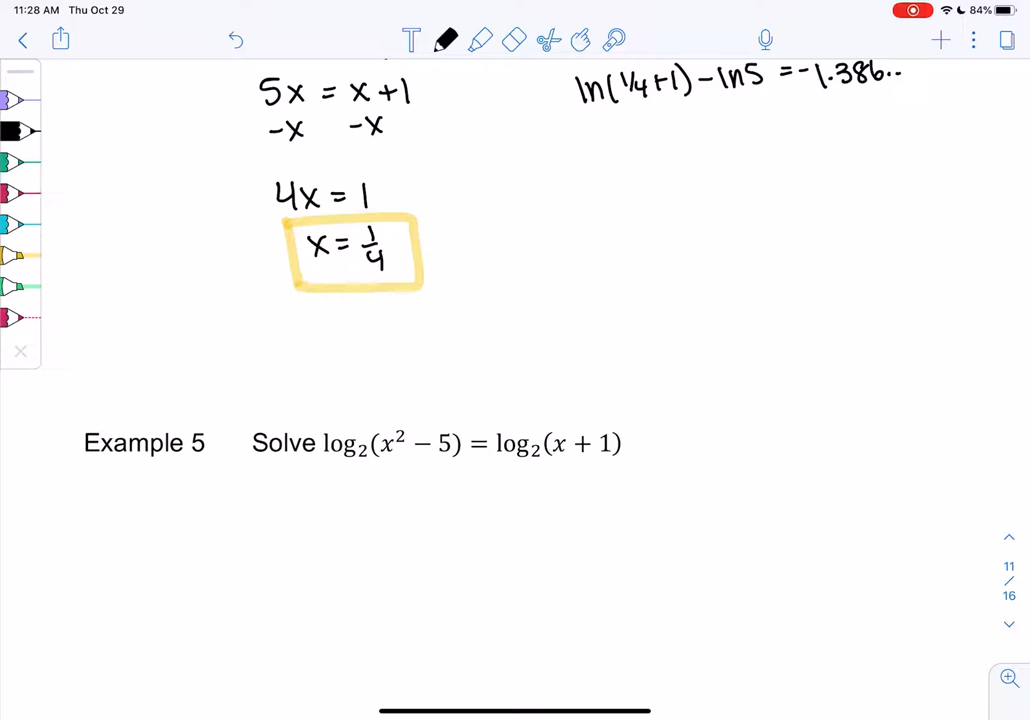 11:28 AM Thu Oct 29
84%
T
5x = x+1
-x -x
ln(1/4+1)-ln5 =-1.386..
4x = 1
x = 1/4
Example 5 Solve log₂(x² − 5) = log₂(x + 1)
11
/
16